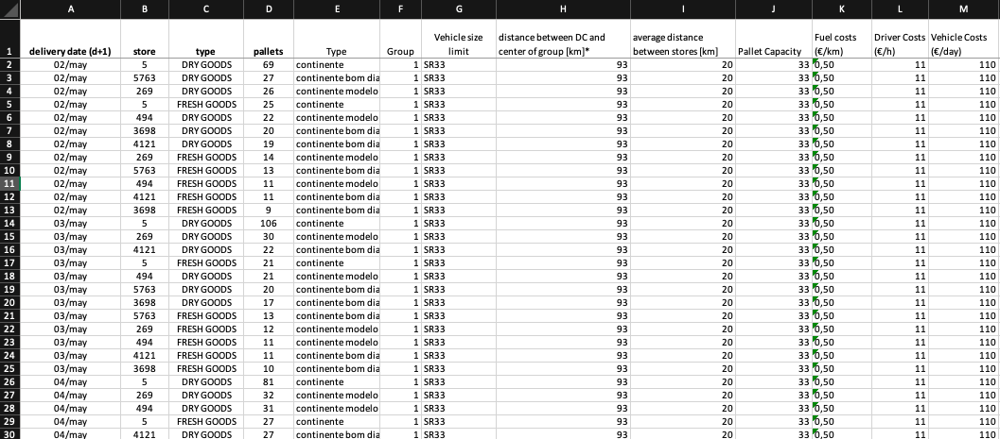 A B C D E F G H I J K L M
Vehicle size distance between DC and average distance Fuel costs Driver Costs Vehicle Costs
1 delivery date (d+1) store type pallets Type Group limit center of group [km]* between stores [km] Pallet Capacity (€/km) (€/h) (€/day)
2 02/may 5 DRY GOODS 69 continente 1 SR33 93 20 33 0,50 11 110
3 02/may 5763 DRY GOODS 27 continente bom dia 1 SR33 93 20 33 0,50 11 110
4 02/may 269 DRY GOODS 26 continente modelo 1 SR33 93 20 33 0,50 11 110
5 02/may 5 FRESH GOODS 25 continente 1 SR33 93 20 33 0,50 11 110
6 02/may 494 DRY GOODS 22 continente modelo 1 SR33 93 20 33 0,50 11 110
7 02/may 3698 DRY GOODS 20 continente bom dia 1 SR33 93 20 33 0,50 11 110
8 02/may 4121 DRY GOODS 19 continente bom dia 1 SR33 93 20 33 0,50 11 110
9 02/may 269 FRESH GOODS 14 continente modelo 1 SR33 93 20 33 0,50 11 110
10 02/may 5763 FRESH GOODS 13 continente bom dia 1 SR33 93 20 33 0,50 11 110
11 02/may 494 FRESH GOODS 11 continente modelo 1 SR33 93 20 33 0,50 11 110
12 02/may 4121 FRESH GOODS 11 continente bom dia 1 SR33 93 20 33 0,50 11 110
13 02/may 3698 FRESH GOODS 9 continente bom dia 1 SR33 93 20 33 0,50 11 110
14 03/may 5 DRY GOODS 106 continente 1 SR33 93 20 33 0,50 11 110
15 03/may 269 DRY GOODS 30 continente modelo 1 SR33 93 20 33 0,50 11 110
16 03/may 4121 DRY GOODS 22 continente bom dia 1 SR33 93 20 33 0,50 11 110
17 03/may 5 FRESH GOODS 21 continente 1 SR33 93 20 33 0,50 11 110
18 03/may 494 DRY GOODS 21 continente modelo 1 SR33 93 20 33 0,50 11 110
19 03/may 5763 DRY GOODS 20 continente bom dia 1 SR33 93 20 33 0,50 11 110
20 03/may 3698 DRY GOODS 17 continente bom dia 1 SR33 93 20 33 0,50 11 110
21 03/may 5763 FRESH GOODS 13 continente bom dia 1 SR33 93 20 33 0,50 11 110
22 03/may 269 FRESH GOODS 12 continente modelo 1 SR33 93 20 33 0,50 11 110
23 03/may 494 FRESH GOODS 11 continente modelo 1 SR33 93 20 33 0,50 11 110
24 03/may 4121 FRESH GOODS 11 continente bom dia 1 SR33 93 20 33 0,50 11 110
25 03/may 3698 FRESH GOODS 10 continente bom dia 1 SR33 93 20 33 0,50 11 110
26 04/may 5 DRY GOODS 81 continente 1 SR33 93 20 33 0,50 11 110
27 04/may 269 DRY GOODS 32 continente modelo 1 SR33 93 20 33 0,50 11 110
28 04/may 494 DRY GOODS 31 continente modelo 1 SR33 93 20 33 0,50 11 110
29 04/may 5 FRESH GOODS 27 continente 1 SR33 93 20 33 0,50 11 110
30 04/may 4121 DRY GOODS 27 continente bom dia 1 SR33 93 20 33 0,50 11 110